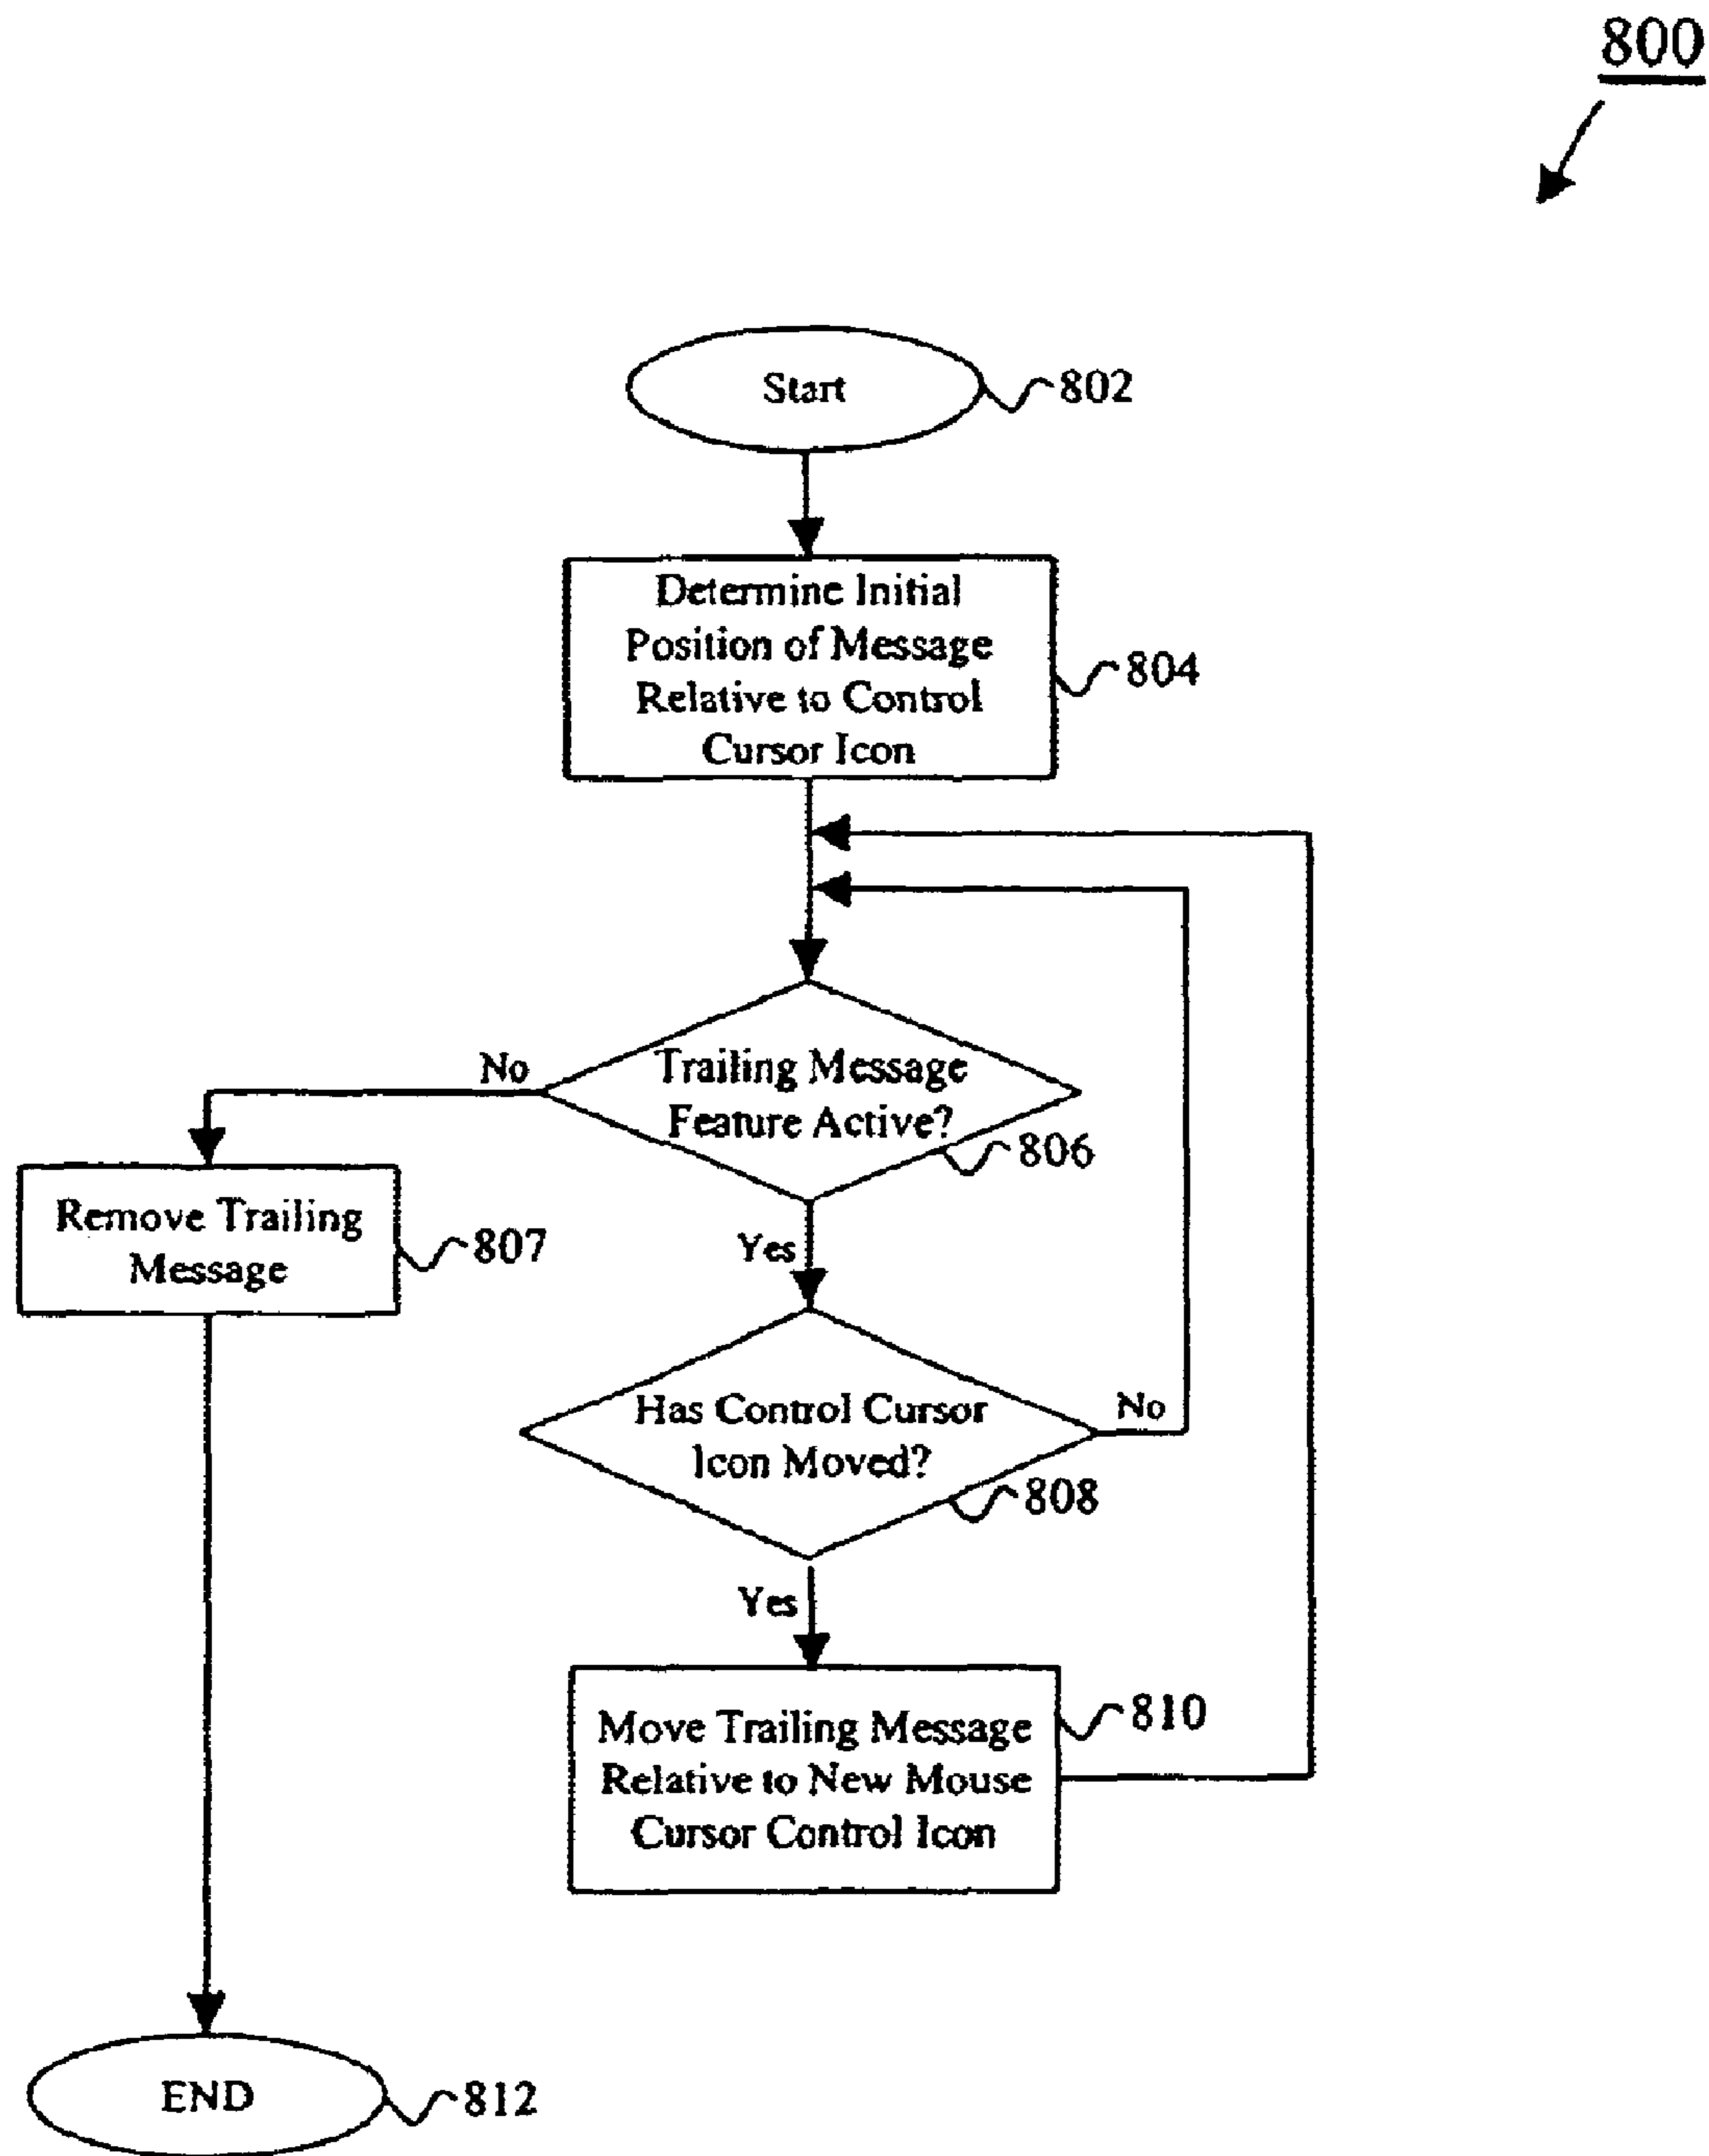 800
Start
802
Determine Initial
Position of Message
Relative to Control
Cursor Icon
804
No
Trailing Message
Feature Active?
806
Remove Trailing
Message
807
Yes
Has Control Cursor
Icon Moved?
No
808
Yes
Move Trailing Message
Relative to New Mouse
Cursor Control Icon
810
END
812